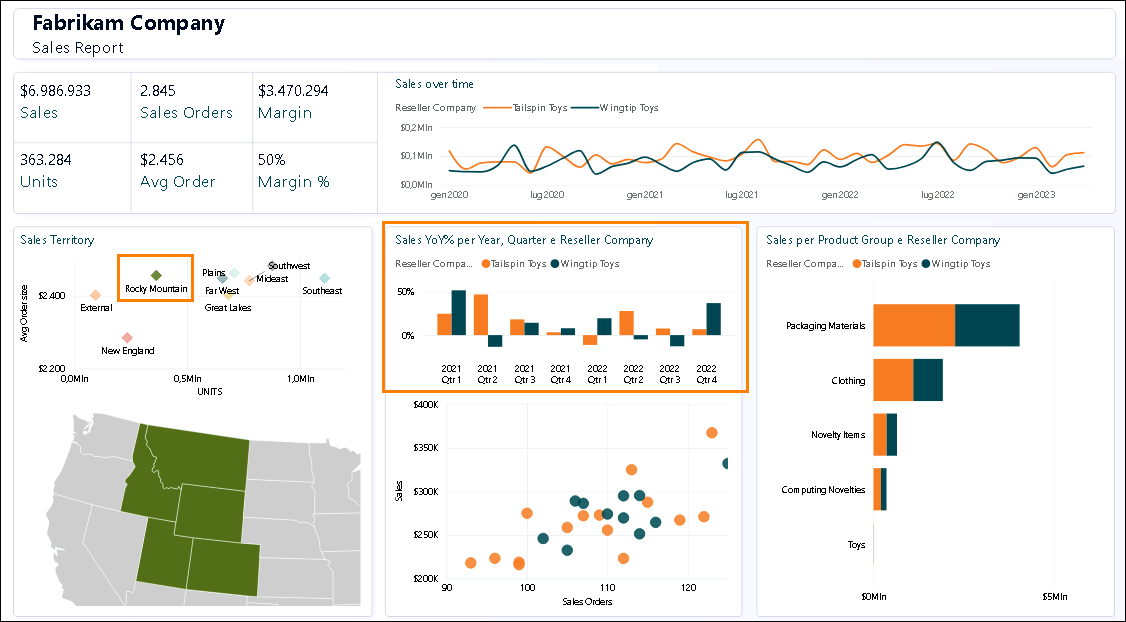 Fabrikam Company
Sales Report
$6.986.933
Sales
2.845
Sales Orders
$3.470.294
Margin
363.284
Units
$2.456
Avg Order
50%
Margin %
Sales over time
Reseller Company Tailspin Toys Wingtip Toys
$0,2Mln
$0,1Mln
$0,0Mln
gen2020 lug2020 gen2021 lug2021 gen2022 lug2022 gen2023
Sales Territory
Avg Order size
$2.400
$2.200
Plains
Southwest
Rocky Mountain
Far West
Mideast
Southeast
External
Great Lakes
New England
0,0Mln 0,5Mln 1,0Mln
UNITS
Sales YoY% per Year, Quarter e Reseller Company
Reseller Compa... Tailspin Toys Wingtip Toys
50%
0%
2021 2021 2021 2021 2022 2022 2022 2022
Qtr 1 Qtr 2 Qtr 3 Qtr 4 Qtr 1 Qtr 2 Qtr 3 Qtr 4
$400K
$350K
$300K
$250K
$200K
Sales
90 100 110 120
Sales Orders
Sales per Product Group e Reseller Company
Reseller Compa... Tailspin Toys Wingtip Toys
Packaging Materials
Clothing
Novelty Items
Computing Novelties
Toys
$0Mln $5Mln